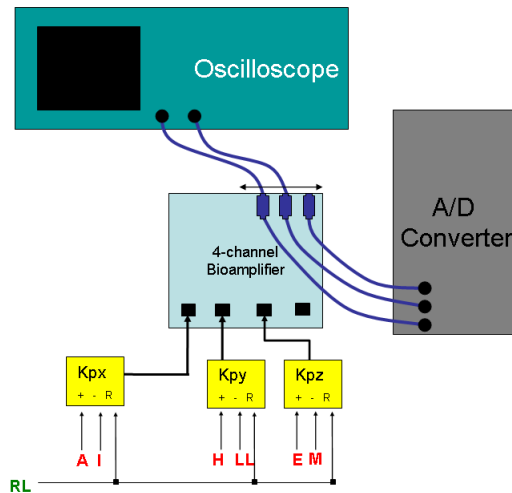 Oscilloscope
A/D
Converter
4-channel
Bioamplifier
Kpx
+ - R
Kpy
+ - R
Kpz
+ - R
A I
H LL
E M
RL